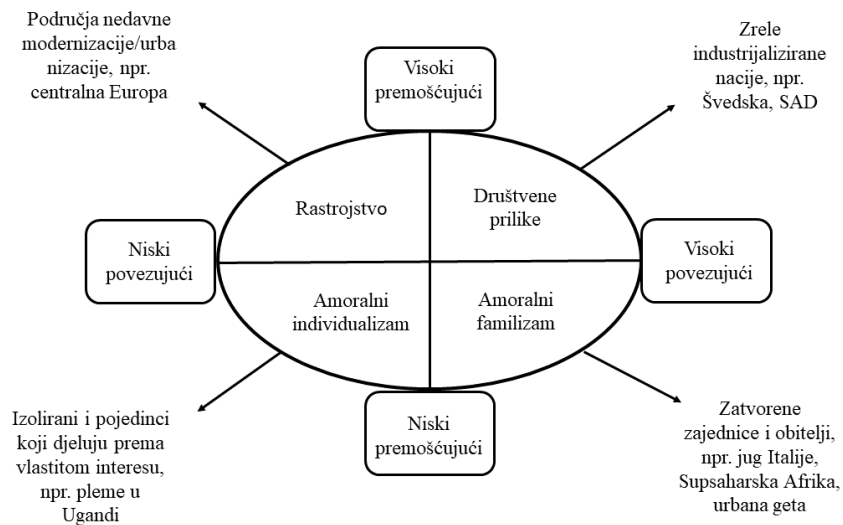 Područja nedavne
modernizacije/urba
nizacije, npr.
centralna Europa
Visoki
premošćujući
Zrele
industrijalizirane
nacije, npr.
Švedska, SAD
Rastrojstvo
Društvene
prilike
Niski
povezujući
Visoki
povezujući
Amoralni
individualizam
Amoralni
familizam
Izolirani i pojedinci
koji djeluju prema
vlastitom interesu,
npr. pleme u
Ugandi
Niski
premošćujući
Zatvorene
zajednice i obitelji,
npr. jug Italije,
Supsaharska Afrika,
urbana geta